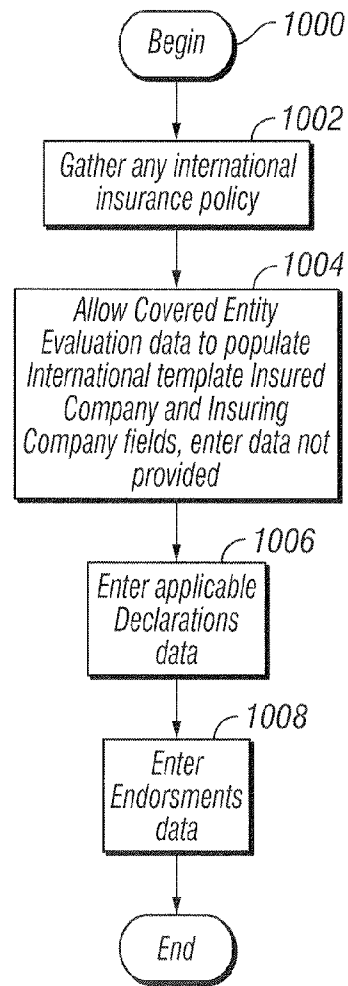 Begin
1000
1002
Gather any international
insurance policy
1004
Allow Covered Entity
Evaluation data to populate
International template Insured
Company and Insuring
Company fields, enter data not
provided
1006
Enter applicable
Declarations
data
1008
Enter
Endorsments
data
End